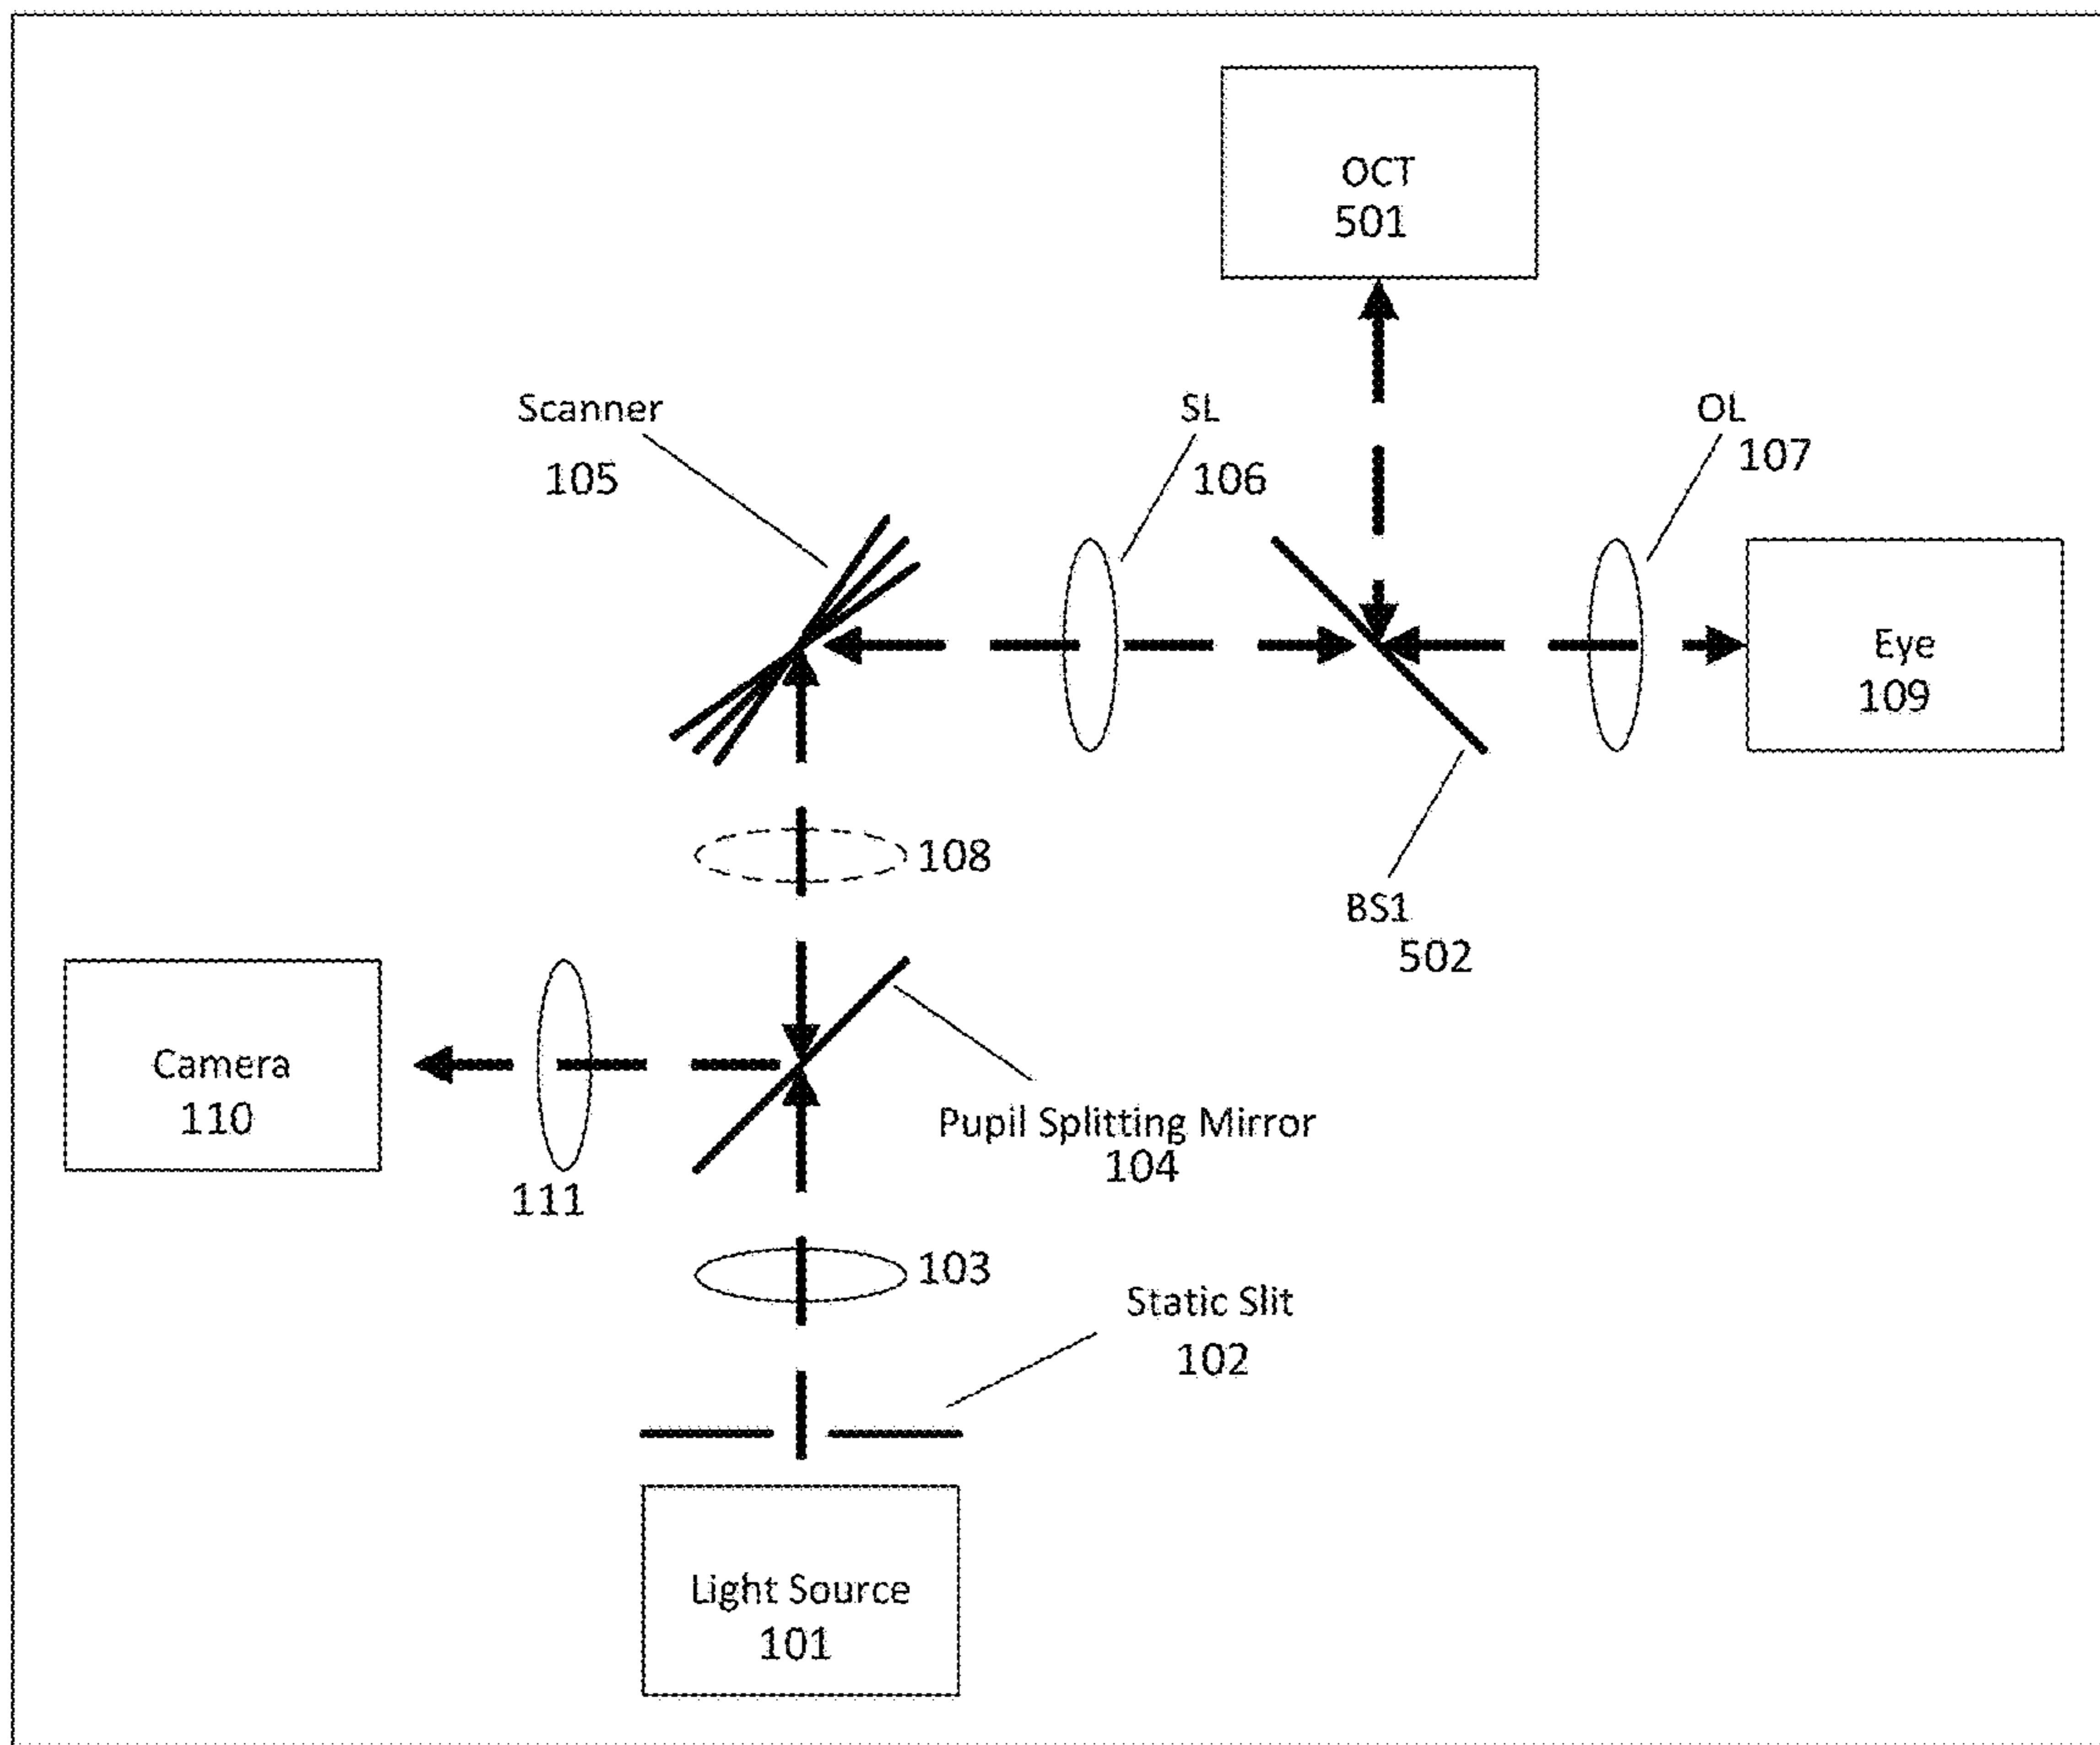 OCT
501
Scanner
105
SL
106
OL
107
Eye
109
108
BS1
502
Camera
110
111
Pupil Splitting Mirror
104
103
Static Slit
102
Light Source
101